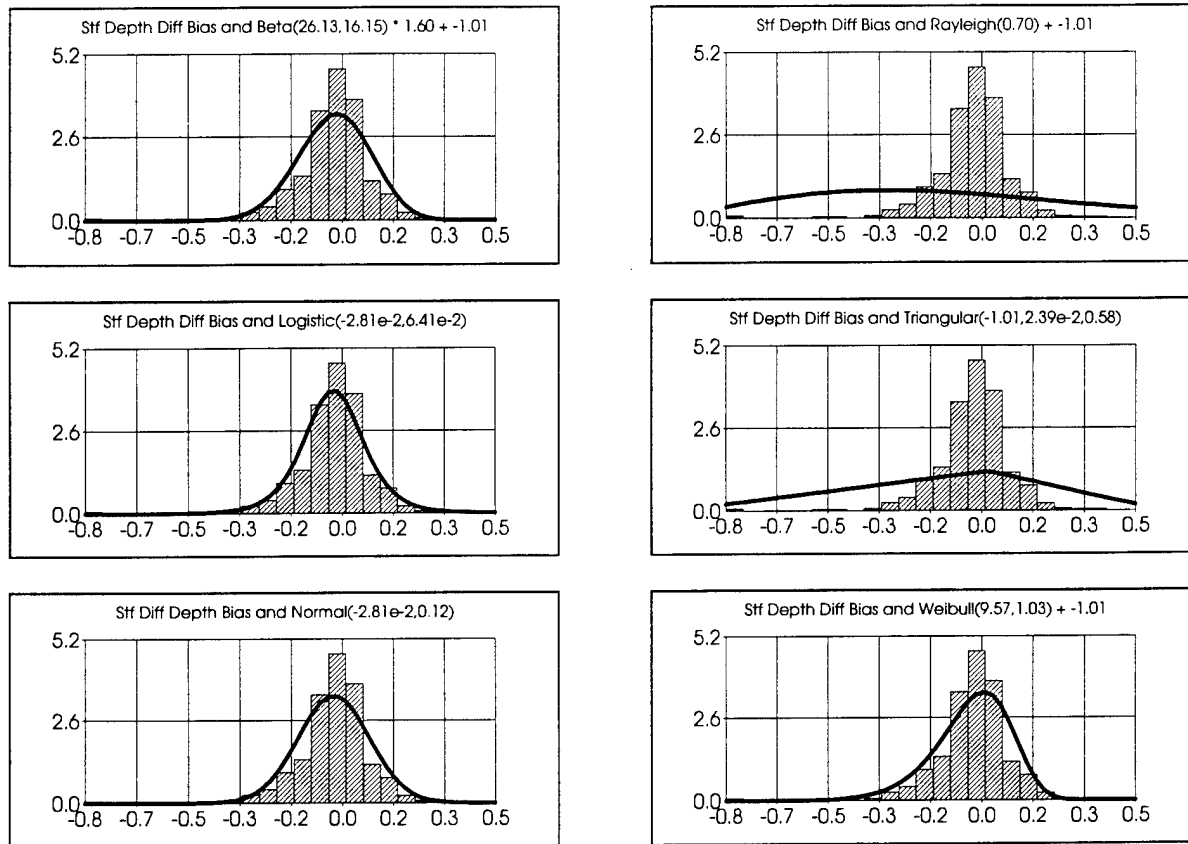 Stf Depth Diff Bias and Beta(26.13,16.15) * 1.60 + -1.01
5.2
2.6
0.0
-0.8 -0.7 -0.5 -0.3 -0.2 0.0 0.2 0.3 0.5
Stf Depth Diff Bias and Rayleigh(0.70) + -1.01
5.2
2.6
0.0
-0.8 -0.7 -0.5 -0.3 -0.2 0.0 0.2 0.3 0.5
Stf Depth Diff Bias and Logistic(-2.81e-2,6.41e-2)
5.2
2.6
0.0
-0.8 -0.7 -0.5 -0.3 -0.2 0.0 0.2 0.3 0.5
Stf Depth Diff Bias and Triangular(-1.01,2.39e-2,0.58)
5.2
2.6
0.0
-0.8 -0.7 -0.5 -0.3 -0.2 0.0 0.2 0.3 0.5
Stf Diff Depth Bias and Normal(-2.81e-2,0.12)
5.2
2.6
0.0
-0.8 -0.7 -0.5 -0.3 -0.2 0.0 0.2 0.3 0.5
Stf Depth Diff Bias and Weibull(9.57,1.03) + -1.01
5.2
2.6
0.0
-0.8 -0.7 -0.5 -0.3 -0.2 0.0 0.2 0.3 0.5